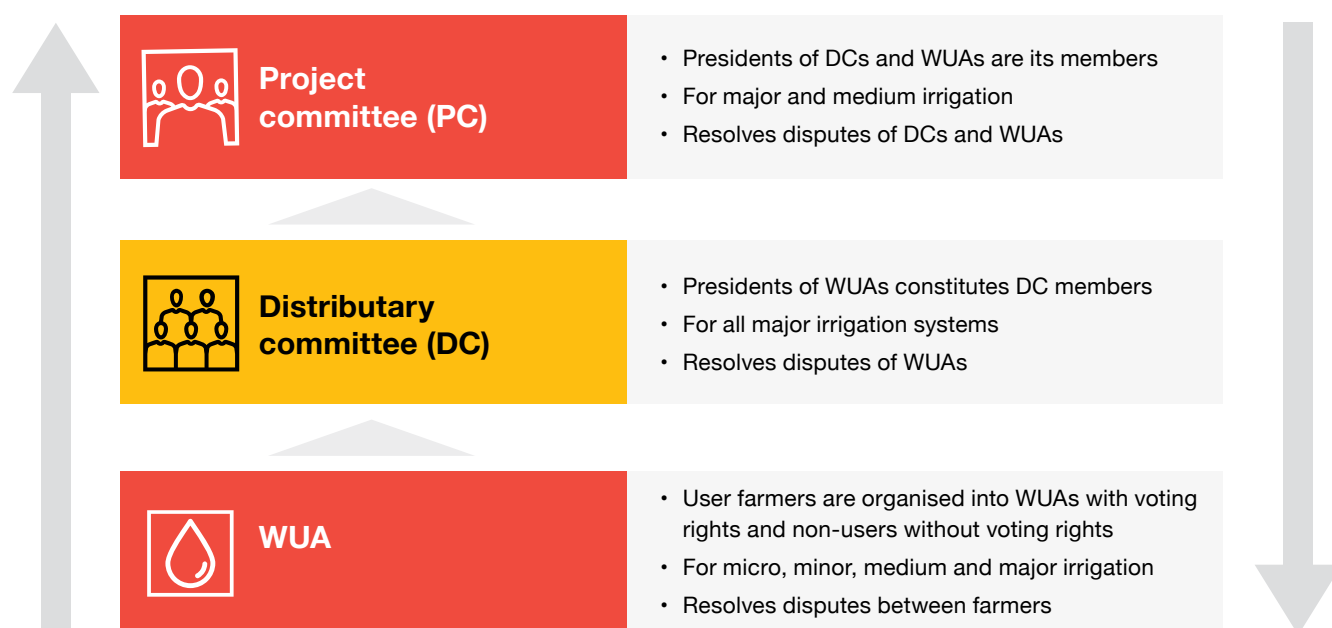 Project
committee (PC)
• Presidents of DCs and WUAs are its members
• For major and medium irrigation
• Resolves disputes of DCs and WUAs
Distributary
committee (DC)
• Presidents of WUAs constitutes DC members
• For all major irrigation systems
• Resolves disputes of WUAs
WUA
• User farmers are organised into WUAs with voting
rights and non-users without voting rights
• For micro, minor, medium and major irrigation
• Resolves disputes between farmers